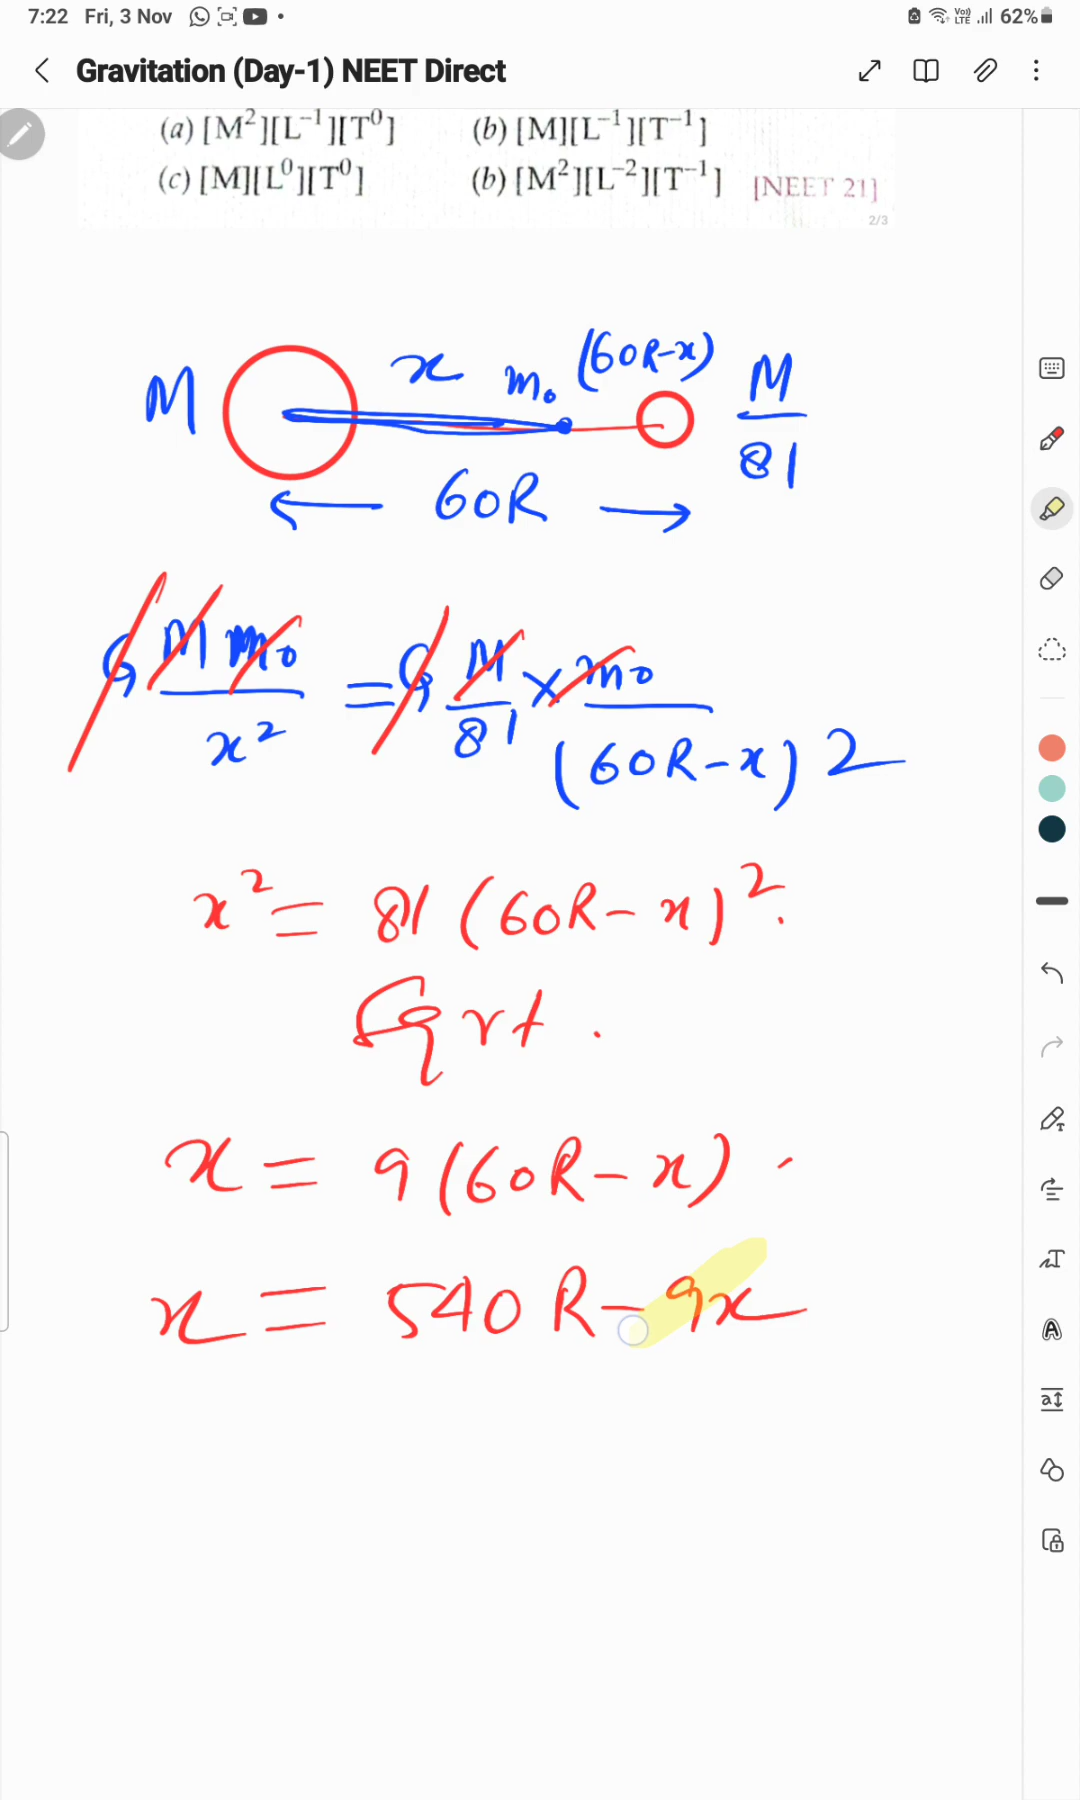 7:22 Fri, 3 Nov 62%
Gravitation (Day-1) NEET Direct
(a) [M²][L⁻¹][T⁰] (b) [M][L⁻¹][T⁻¹]
(c) [M][L⁰][T⁰] (b) [M²][L⁻²][T⁻¹] [NEET 21]
2/3
M x m₀ (60R-x) M/81
← 60R →
G M m₀/x² = G M/81 × m₀/(60R-x)²
x² = 81 (60R-x)².
Sqrt.
x = 9 (60R-x)
x = 540 R-9x